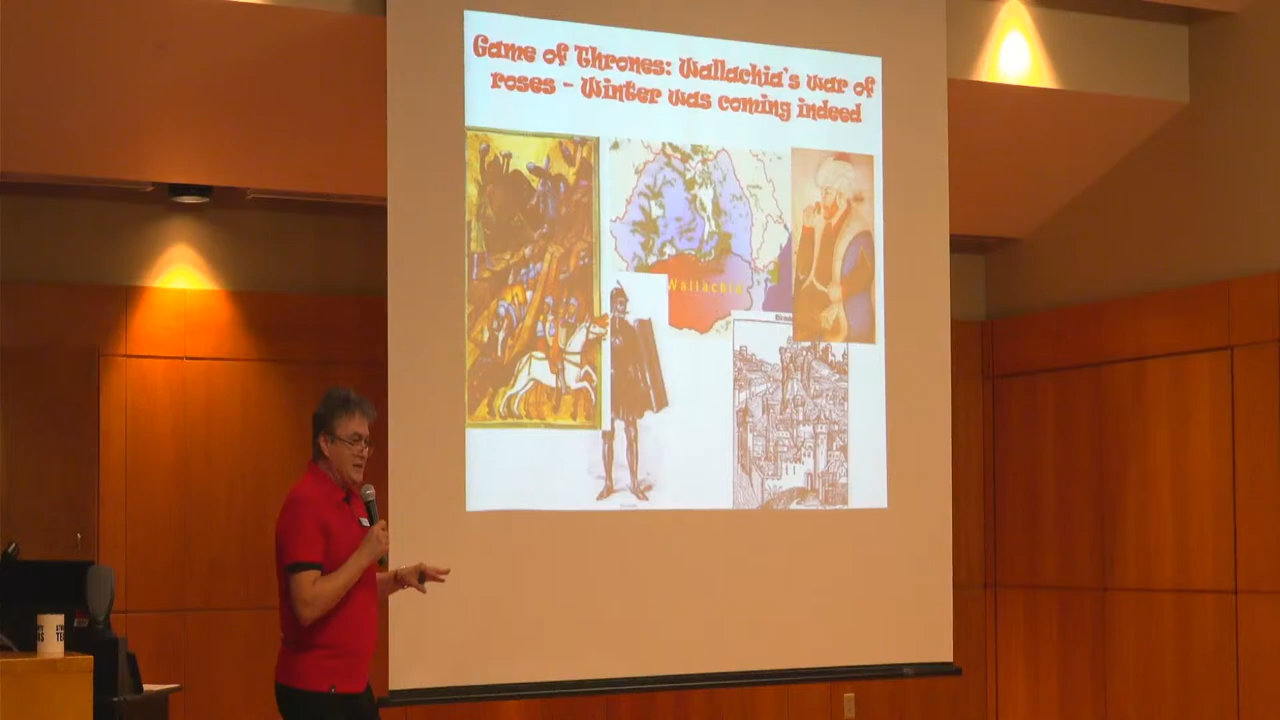 Game of Thrones: Wallachia's war of
roses - Winter was coming indeed
Wallachia